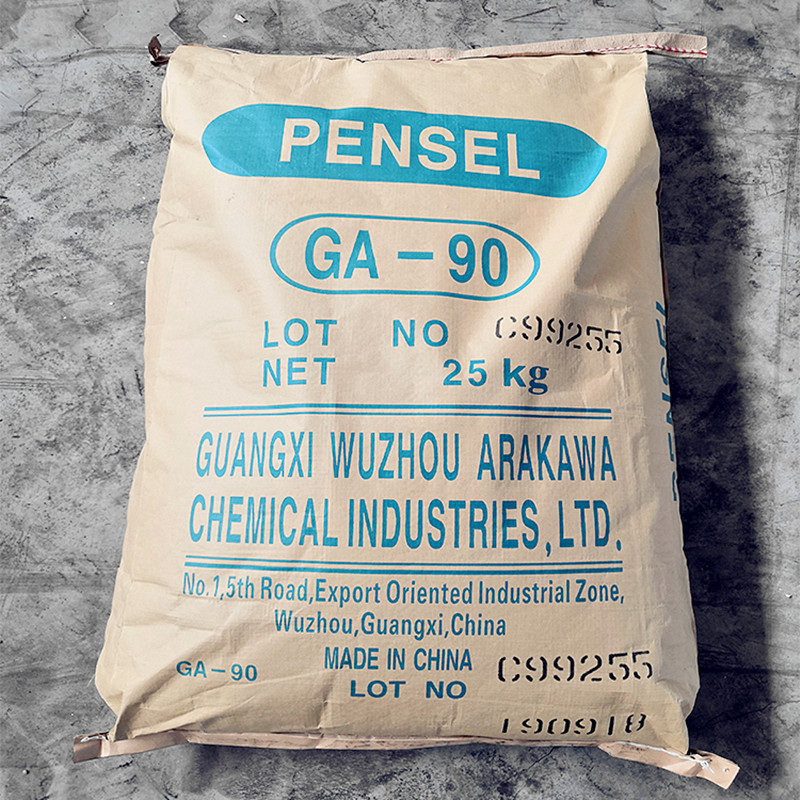 PENSEL
GA-90
LOT NO C99255
NET 25 kg
GUANGXI WUZHOU ARAKAWA
CHEMICAL INDUSTRIES, LTD.
No.1,5th Road,Export Oriented Industrial Zone,
Wuzhou,Guangxi,China
MADE IN CHINA C99255
GA-90 LOT NO
190918
PENSEL